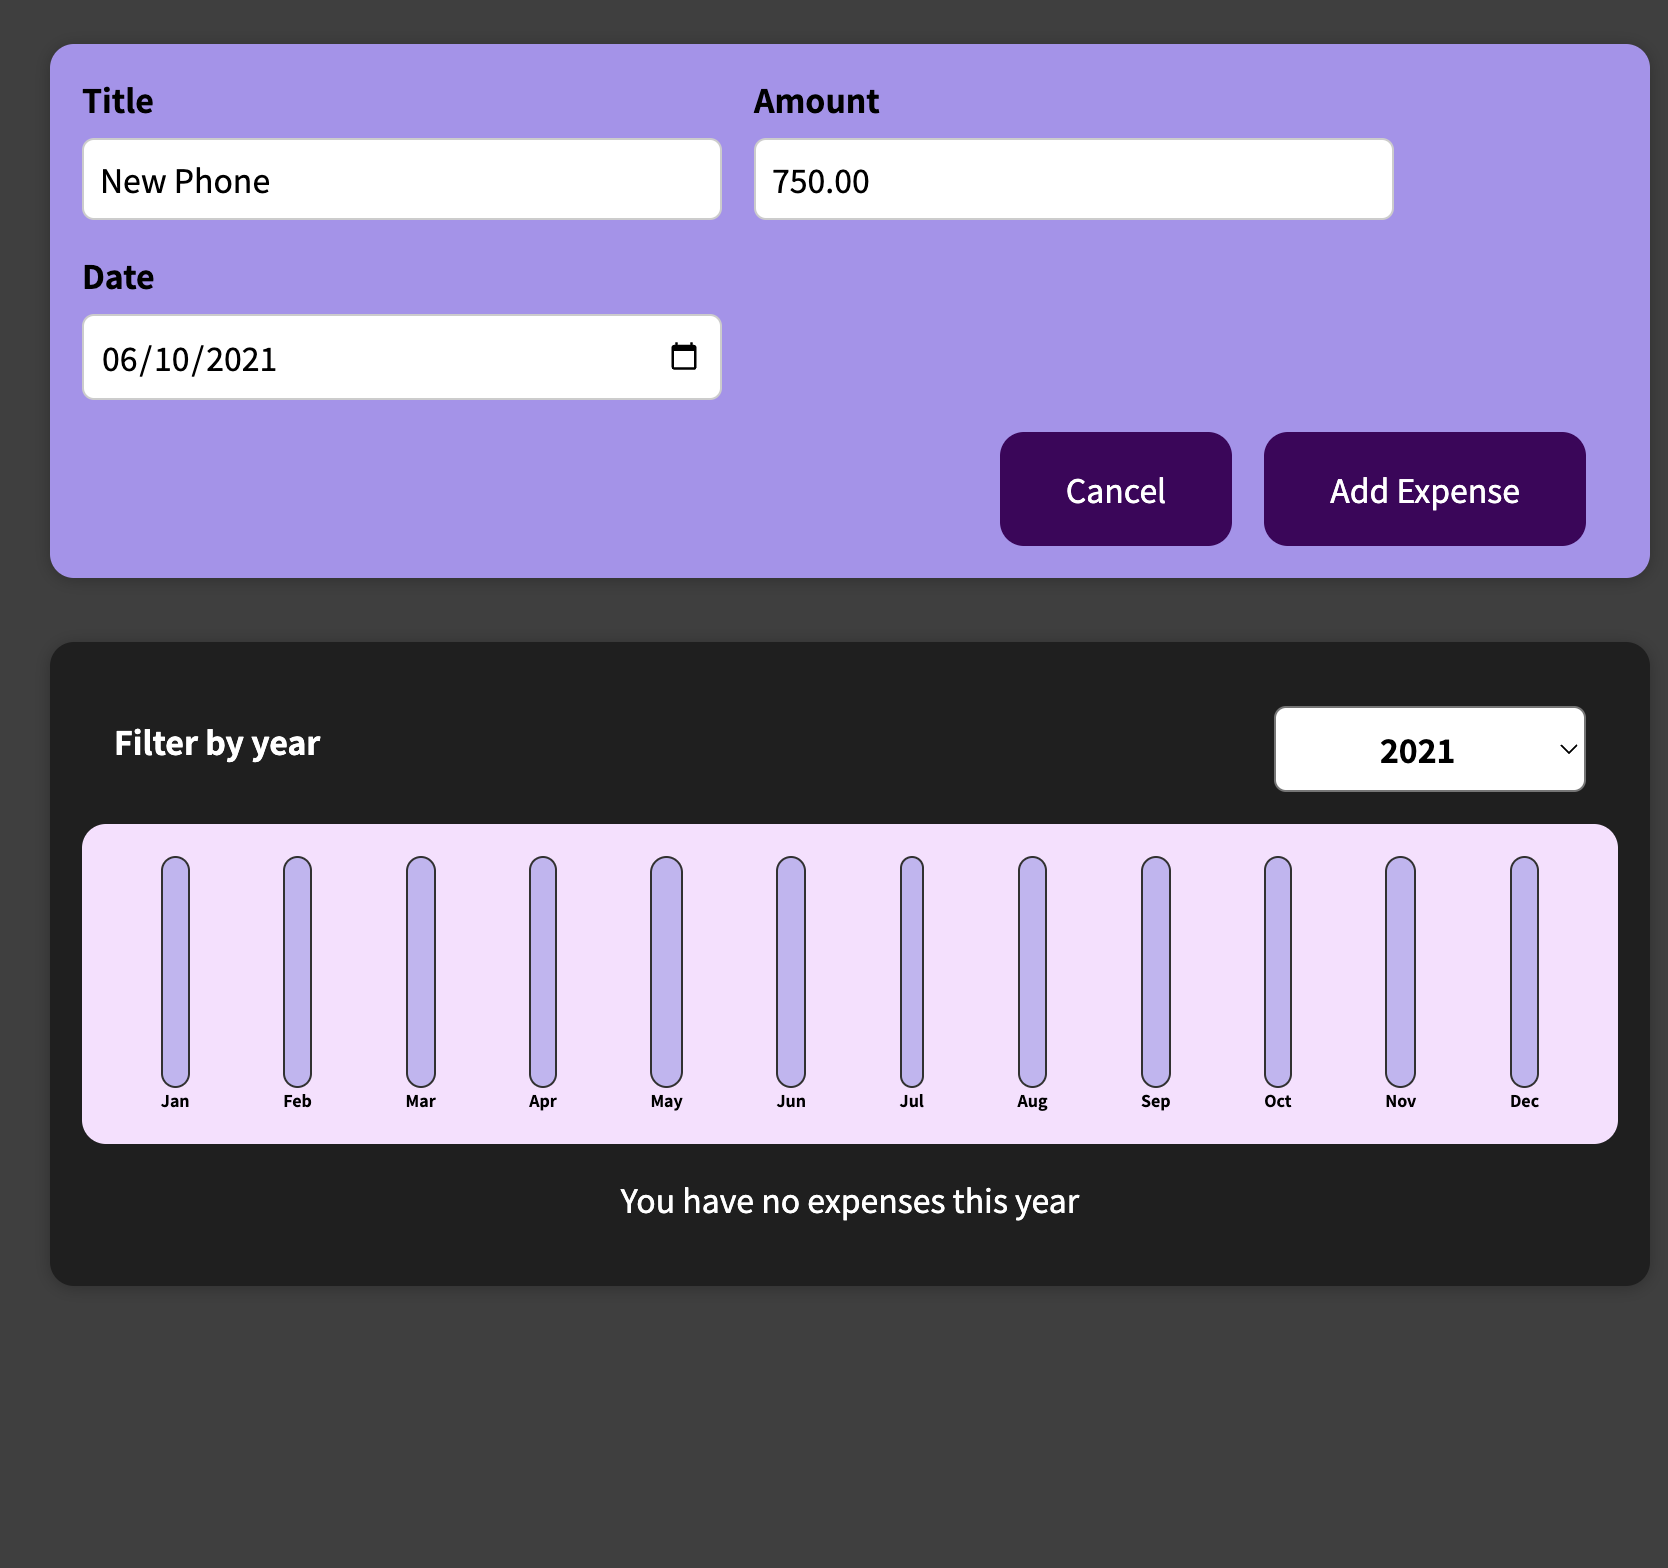 Title
Amount
New Phone
750.00
Date
06/10/2021
Cancel
Add Expense
Filter by year
2021
Jan
Feb
Mar
Apr
May
Jun
Jul
Aug
Sep
Oct
Nov
Dec
You have no expenses this year